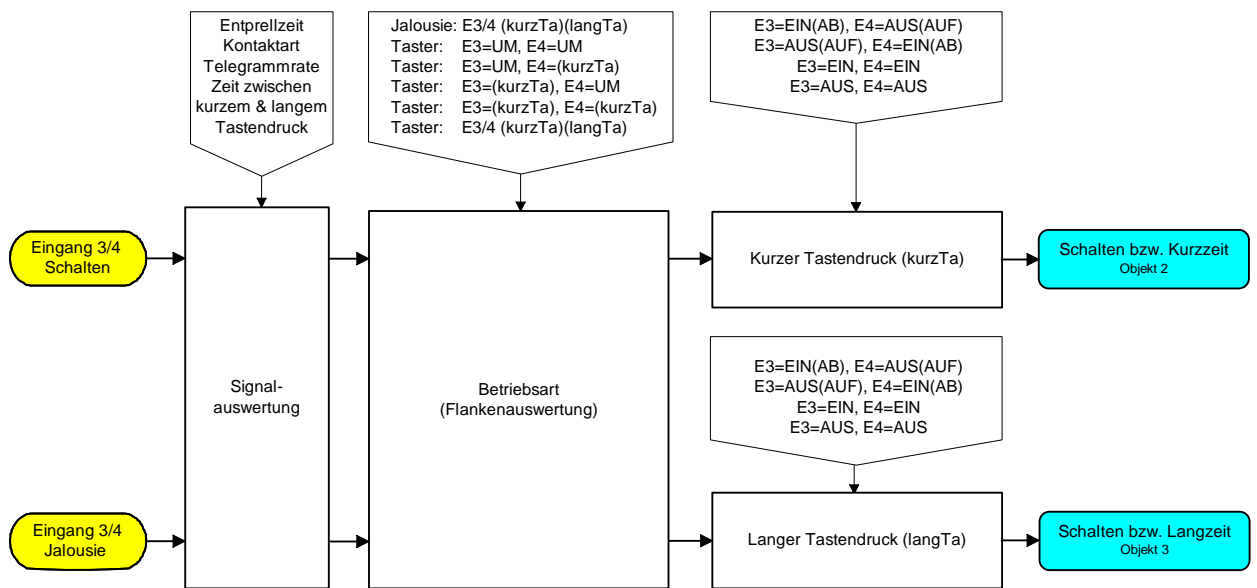 Entprellzeit
Kontaktart
Telegrammrate
Zeit zwischen
kurzem & langem
Tastendruck
Jalousie: E3/4 (kurzTa)(langTa)
Taster: E3=UM, E4=UM
Taster: E3=UM, E4=(kurzTa)
Taster: E3=(kurzTa), E4=UM
Taster: E3=(kurzTa), E4=(kurzTa)
Taster: E3/4 (kurzTa)(langTa)
E3=EIN(AB), E4=AUS(AUF)
E3=AUS(AUF), E4=EIN(AB)
E3=EIN, E4=EIN
E3=AUS, E4=AUS
Eingang 3/4
Schalten
Kurzer Tastendruck (kurzTa)
Schalten bzw. Kurzzeit
Objekt 2
Signal-
auswertung
Betriebsart
(Flankenauswertung)
E3=EIN(AB), E4=AUS(AUF)
E3=AUS(AUF), E4=EIN(AB)
E3=EIN, E4=EIN
E3=AUS, E4=AUS
Eingang 3/4
Jalousie
Langer Tastendruck (langTa)
Schalten bzw. Langzeit
Objekt 3